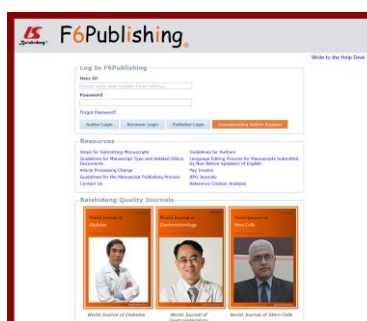 Baishideng®
F6Publishing®
Write to the Help Desk
Log In F6Publishing
User ID
Please enter your register Email address.
Password
Forgot Password?
Author Login
Reviewer Login
Publisher Login
Corresponding Author Register
Resources
Steps for Submitting Manuscripts
Guidelines for Authors
Guidelines for Manuscript Type and Related Ethics
Documents
Language Editing Process for Manuscripts Submitted
by Non-Native Speakers of English
Article Processing Charge
Pay Invoice
Guidelines for the Manuscript Publishing Process
BPG Journals
Contact Us
Reference Citation Analysis
Baishideng Quality Journals
World Journal of
Diabetes
World Journal of
Gastroenterology
World Journal of
Stem Cells
World Journal of Diabetes
World Journal of
Gastroenterology
World Journal of Stem Cells